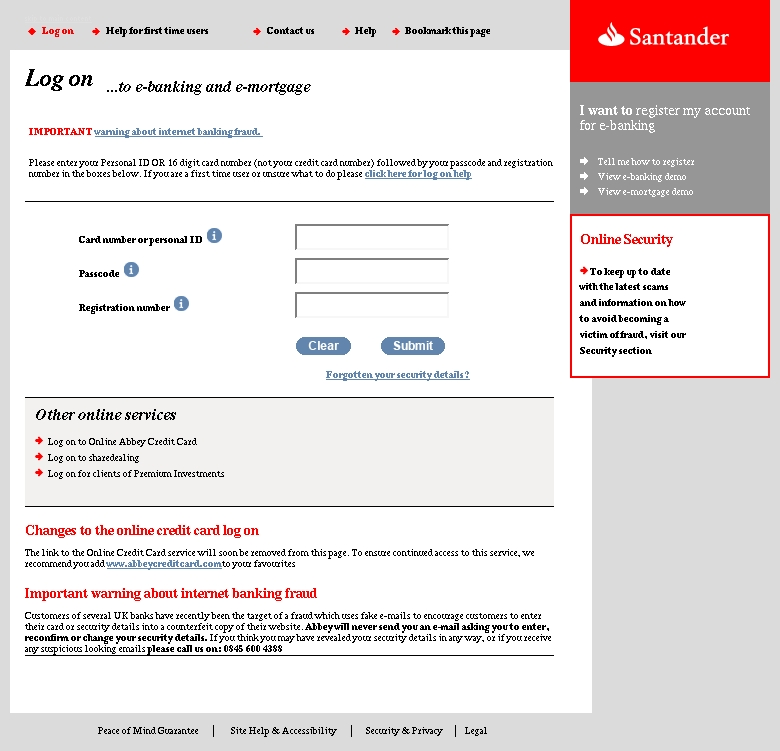 Log on
Help for first time users
Contact us
Help
Bookmark this page
Santander
Log on ...to e-banking and e-mortgage
IMPORTANT warning about internet banking fraud.
Please enter your Personal ID OR 16 digit card number (not your credit card number) followed by your passcode and registration
number in the boxes below. If you are a first time user or unsure what to do please click here for log on help
Card number or personal ID i
Passcode i
Registration number i
Clear Submit
Forgotten your security details?
Other online services
Log on to Online Abbey Credit Card
Log on to sharedealing
Log on for clients of Premium Investments
Changes to the online credit card log on
The link to the Online Credit Card service will soon be removed from this page. To ensure continued access to this service, we
recommend you add www.abbeycreditcard.com to your favourites
Important warning about internet banking fraud
Customers of several UK banks have recently been the target of a fraud which uses fake e-mails to encourage customers to enter
their card or security details into a counterfeit copy of their website. Abbey will never send you an e-mail asking you to enter,
reconfirm or change your security details. If you think you may have revealed your security details in any way, or if you receive
any suspicious looking emails please call us on: 0845 600 4388
I want to register my account
for e-banking
Tell me how to register
View e-banking demo
View e-mortgage demo
Online Security
To keep up to date
with the latest scams
and information on how
to avoid becoming a
victim of fraud, visit our
Security section
Peace of Mind Guarantee | Site Help & Accessibility | Security & Privacy | Legal